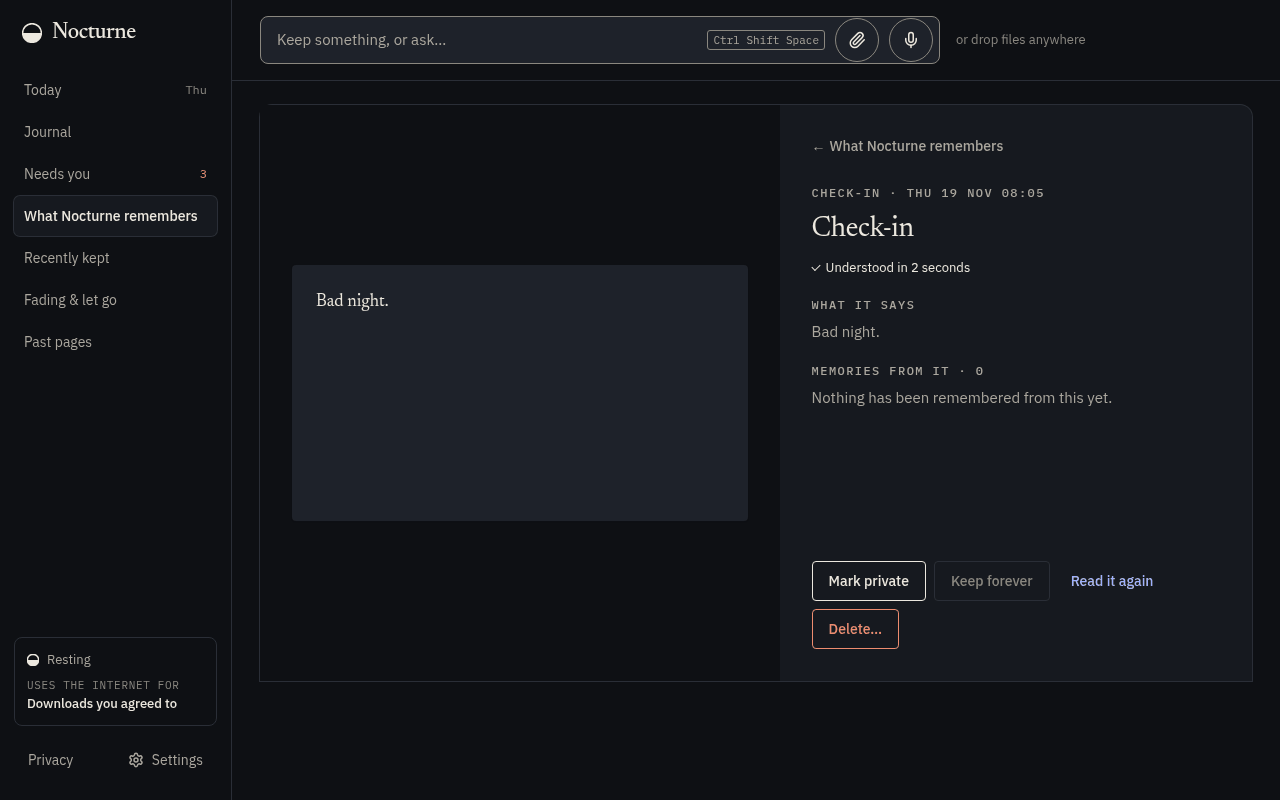 Nocturne
Today Thu
Journal
Needs you 3
What Nocturne remembers
Recently kept
Fading & let go
Past pages
Resting
USES THE INTERNET FOR
Downloads you agreed to
Privacy Settings
Keep something, or ask... Ctrl Shift Space or drop files anywhere
Bad night.
← What Nocturne remembers
CHECK-IN · THU 19 NOV 08:05
Check-in
✓ Understood in 2 seconds
WHAT IT SAYS
Bad night.
MEMORIES FROM IT · 0
Nothing has been remembered from this yet.
Mark private Keep forever Read it again
Delete...